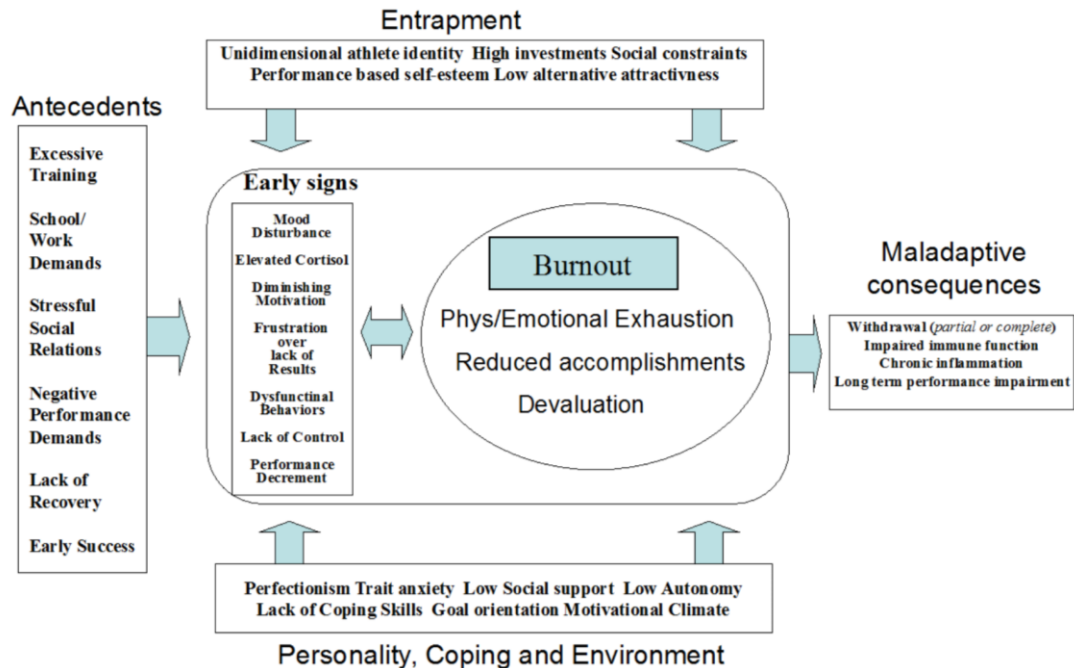 Entrapment
Unidimensional athlete identity High investments Social constraints
Performance based self-esteem Low alternative attractivness
Antecedents
Excessive
Training
School/
Work
Demands
Stressful
Social
Relations
Negative
Performance
Demands
Lack of
Recovery
Early Success
Early signs
Mood
Disturbance
Elevated Cortisol
Diminishing
Motivation
Frustration
over
lack of
Results
Dysfunctinal
Behaviors
Lack of Control
Performance
Decrement
Burnout
Phys/Emotional Exhaustion
Reduced accomplishments
Devaluation
Maladaptive
consequences
Withdrawal (partial or complete)
Impaired immune function
Chronic inflammation
Long term performance impairment
Perfectionism Trait anxiety Low Social support Low Autonomy
Lack of Coping Skills Goal orientation Motivational Climate
Personality, Coping and Environment